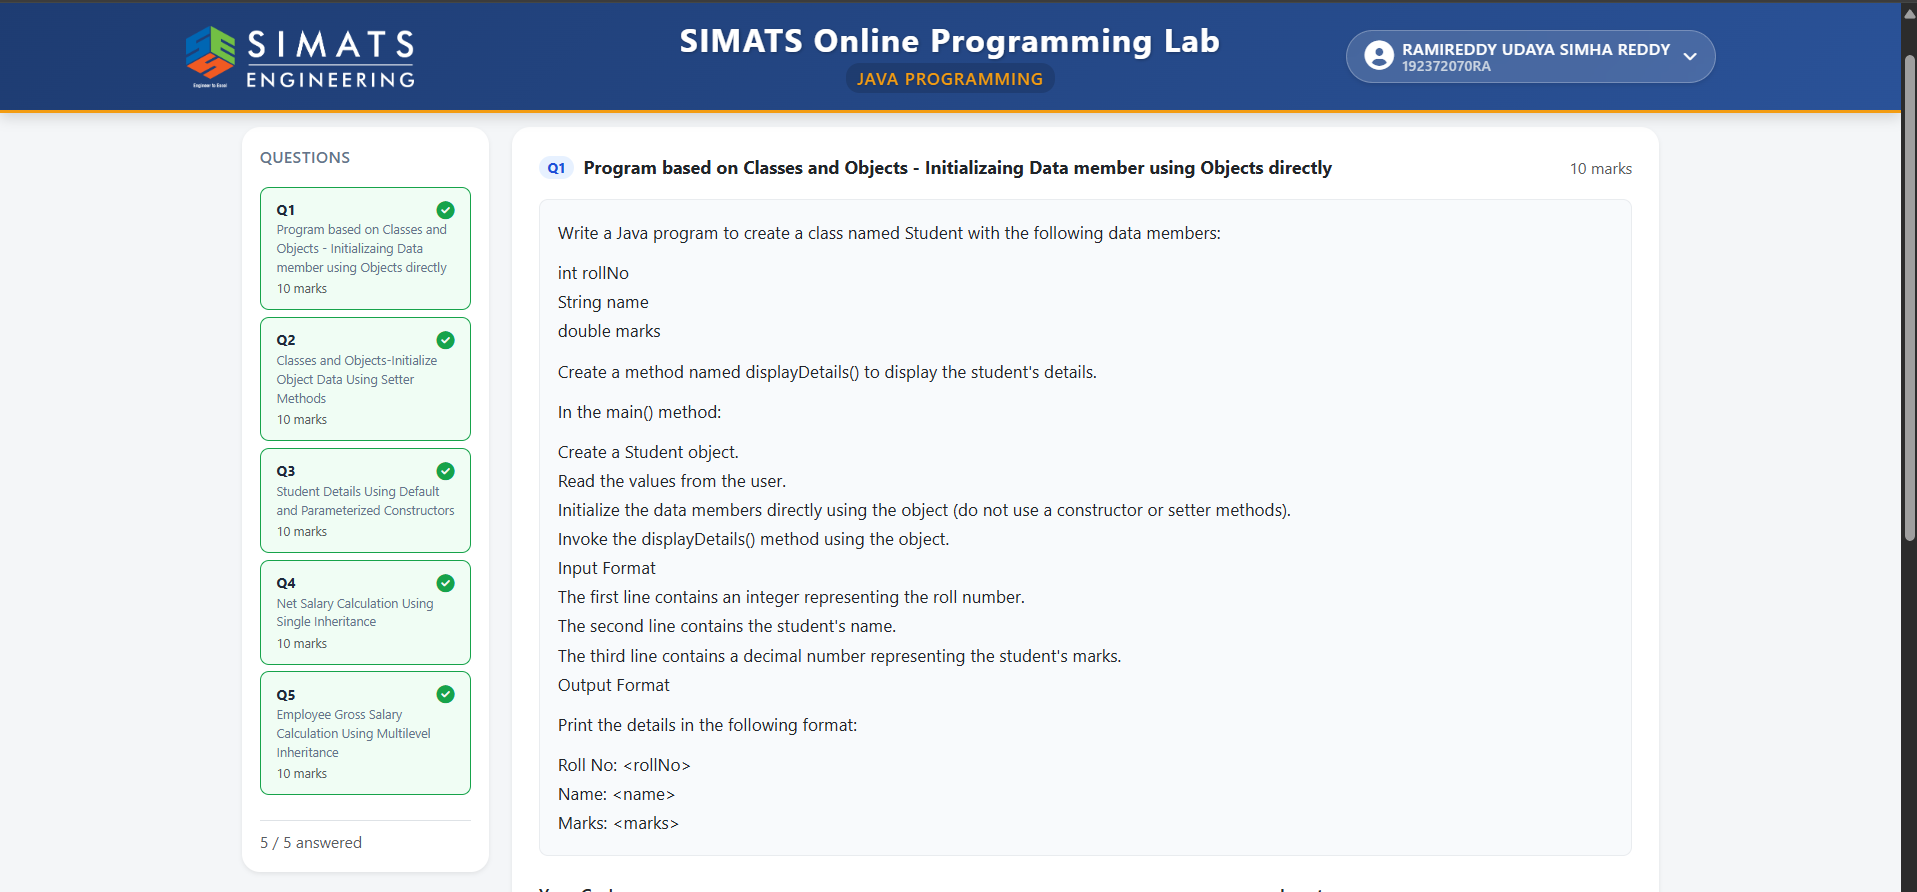 SIMATS
ENGINEERING
Engineer to Excel
SIMATS Online Programming Lab
JAVA PROGRAMMING
RAMIREDDY UDAYA SIMHA REDDY
192372070RA
QUESTIONS
Q1
Program based on Classes and
Objects - Initializaing Data
member using Objects directly
10 marks
Q2
Classes and Objects-Initialize
Object Data Using Setter
Methods
10 marks
Q3
Student Details Using Default
and Parameterized Constructors
10 marks
Q4
Net Salary Calculation Using
Single Inheritance
10 marks
Q5
Employee Gross Salary
Calculation Using Multilevel
Inheritance
10 marks
5 / 5 answered
Q1 Program based on Classes and Objects - Initializaing Data member using Objects directly 10 marks
Write a Java program to create a class named Student with the following data members:
int rollNo
String name
double marks
Create a method named displayDetails() to display the student's details.
In the main() method:
Create a Student object.
Read the values from the user.
Initialize the data members directly using the object (do not use a constructor or setter methods).
Invoke the displayDetails() method using the object.
Input Format
The first line contains an integer representing the roll number.
The second line contains the student's name.
The third line contains a decimal number representing the student's marks.
Output Format
Print the details in the following format:
Roll No: <rollNo>
Name: <name>
Marks: <marks>